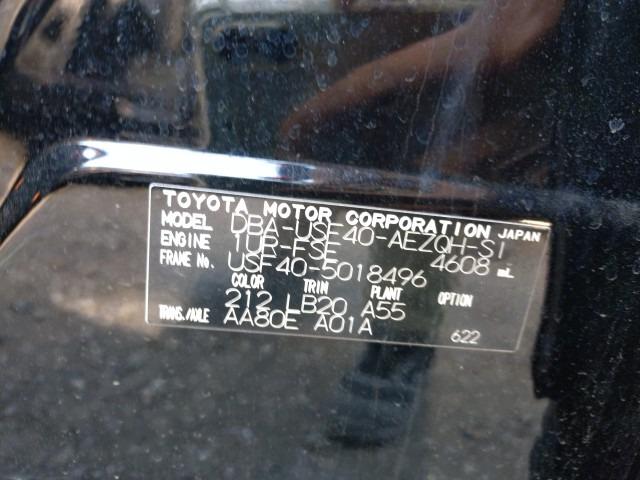 TOYOTA MOTOR CORPORATION JAPAN
MODEL DBA-USF40-AEZQH-SI
ENGINE 1UR-FSE 4608 mL
FRAME No. USF40-5018496
COLOR TRIM PLANT OPTION
212 LB20 A55
TRANS./AXLE AA80E A01A
622